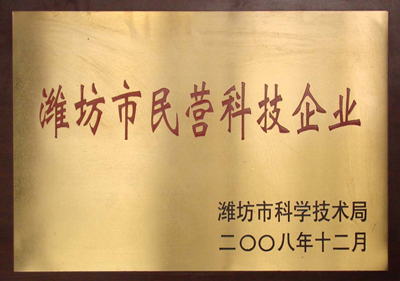 潍坊市民营科技企业
潍坊市科学技术局
二〇〇八年十二月